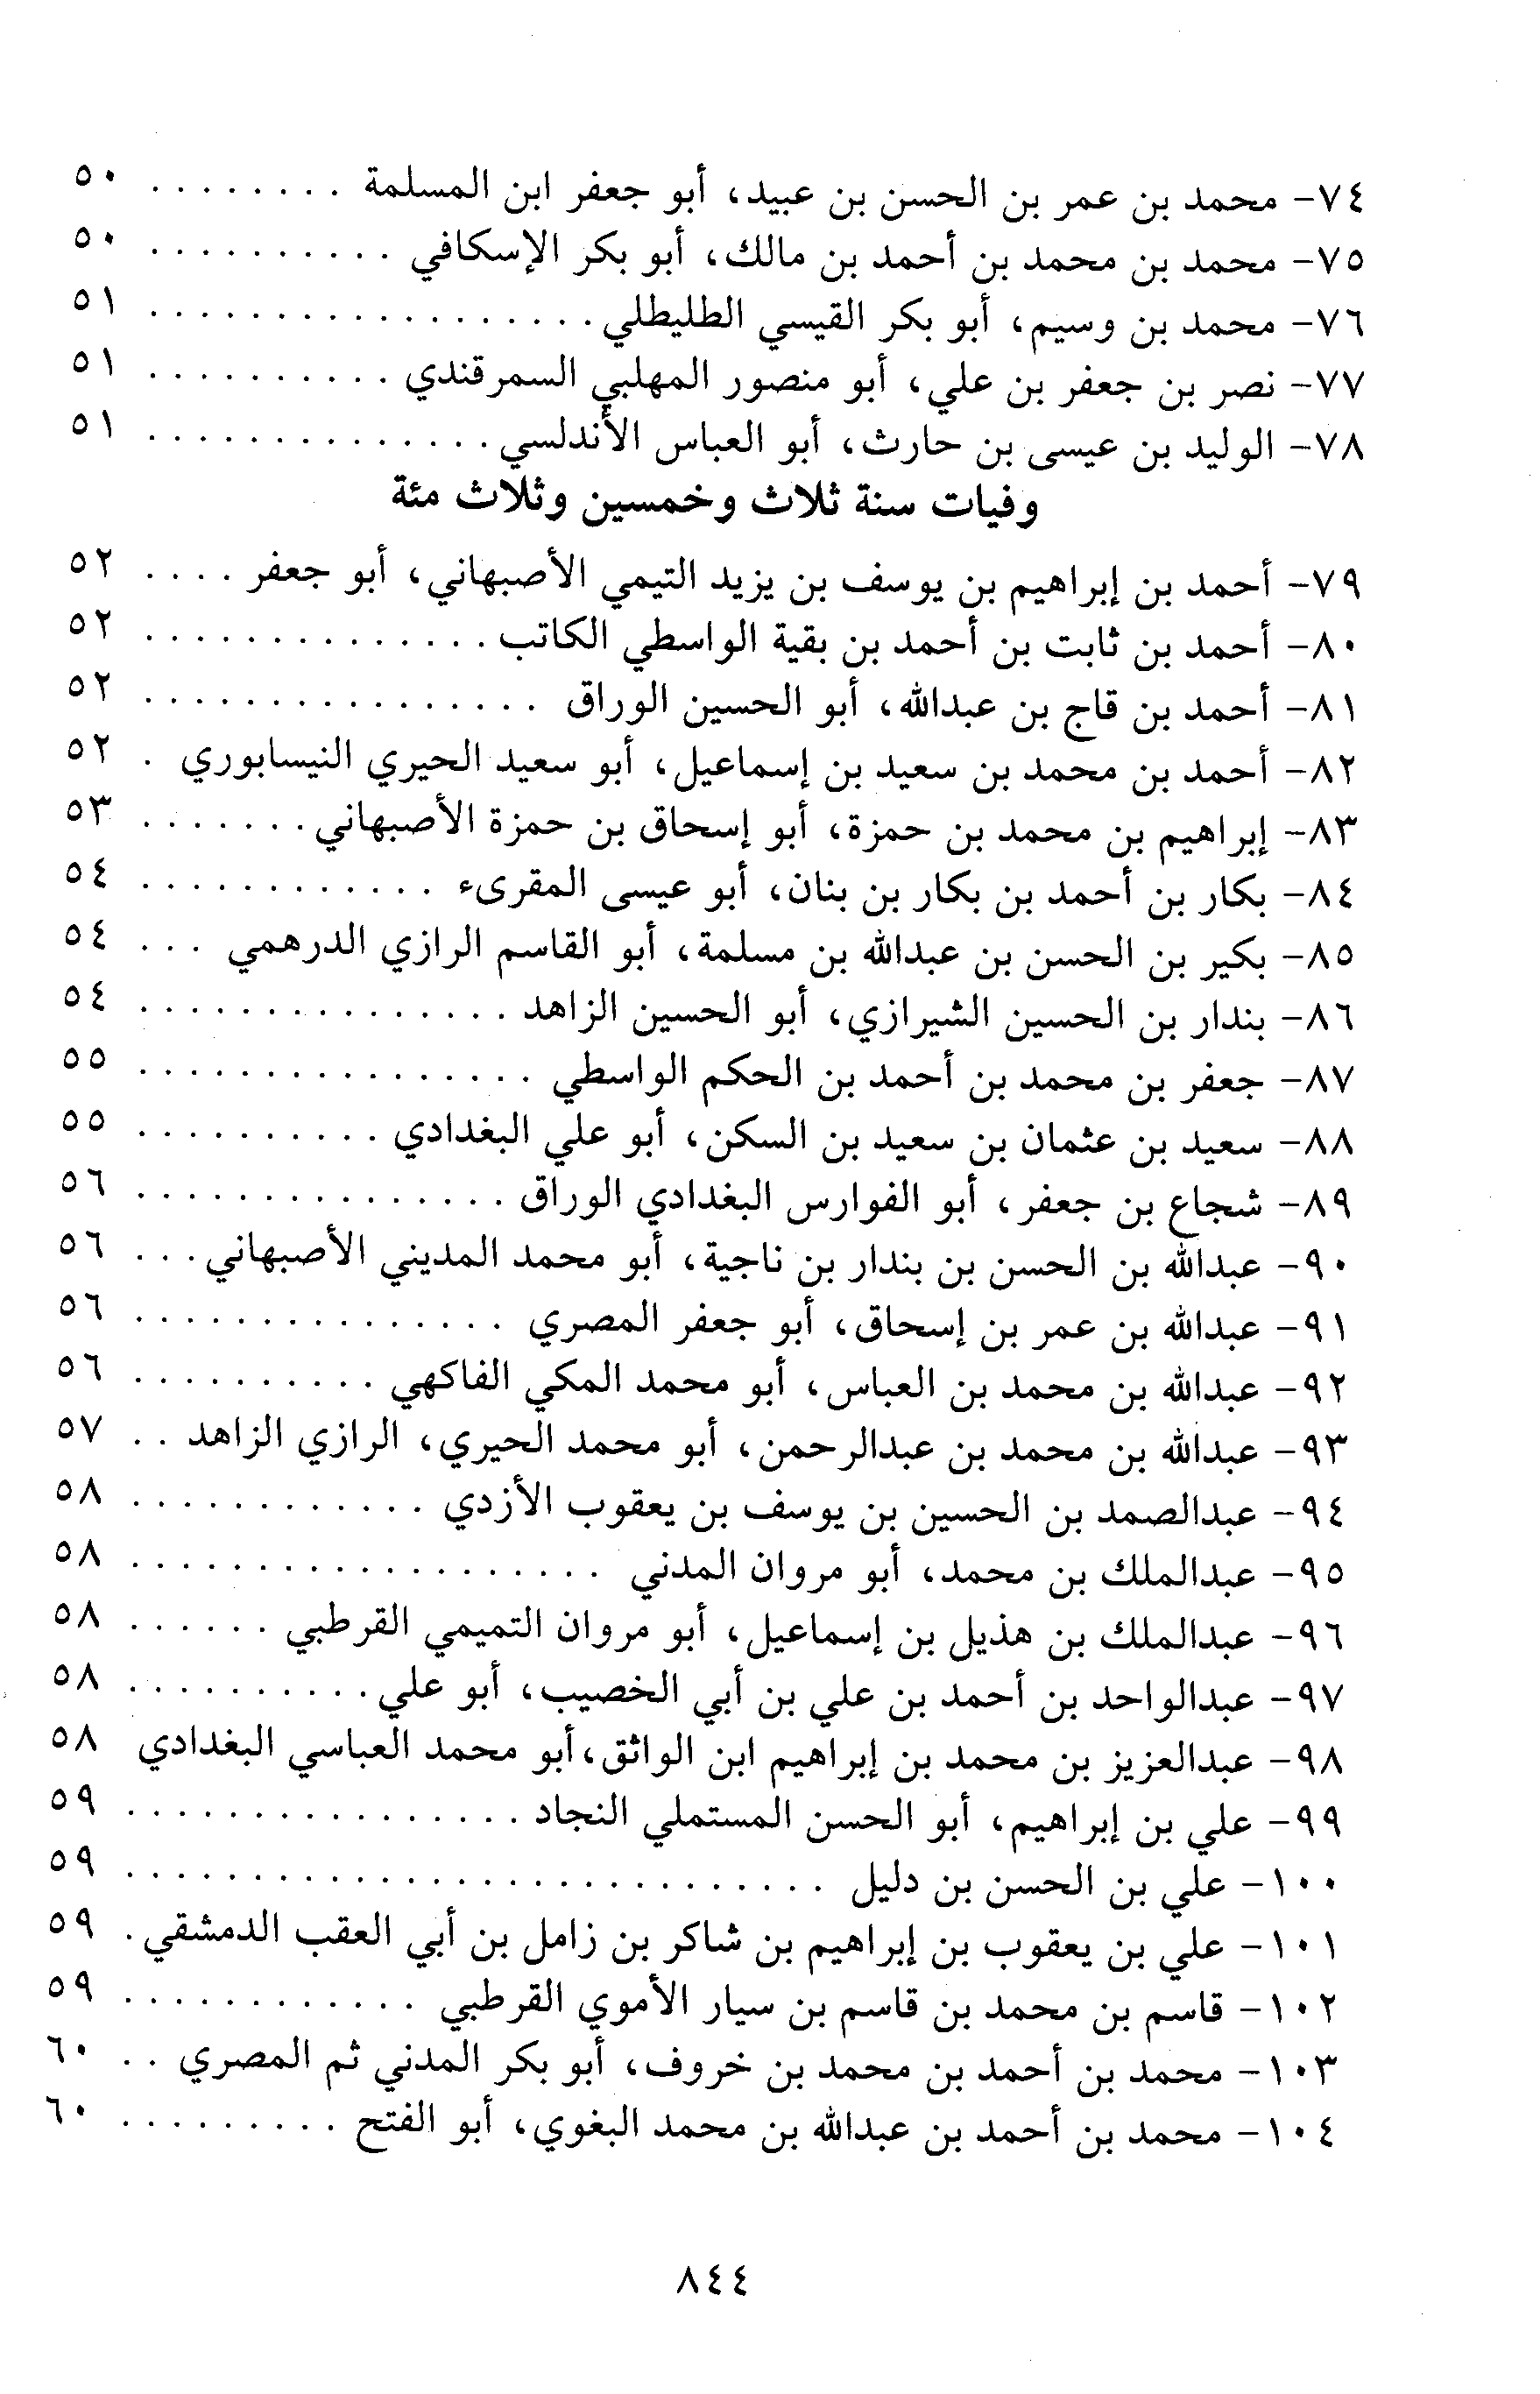 ٧٤- محمد بن عمر بن الحسن بن عبيد، أبو جعفر ابن المسلمة ........ ٥٠
٧٥- محمد بن محمد بن أحمد بن مالك، أبو بكر الإسكافي .......... ٥٠
٧٦- محمد بن وسيم، أبو بكر القيسي الطليطلي .................. ٥١
٧٧- نصر بن جعفر بن علي، أبو منصور المهلبي السمرقندي .......... ٥١
٧٨- الوليد بن عيسى بن حارث، أبو العباس الأندلسي .............. ٥١
وفيات سنة ثلاث وخمسين وثلاث مئة
٧٩- أحمد بن إبراهيم بن يوسف بن يزيد التيمي الأصبهاني، أبو جعفر .... ٥٢
٨٠- أحمد بن ثابت بن أحمد بن بقية الواسطي الكاتب .............. ٥٢
٨١- أحمد بن قاج بن عبدالله، أبو الحسين الوراق ................ ٥٢
٨٢- أحمد بن محمد بن سعيد بن إسماعيل، أبو سعيد الحيري النيسابوري . ٥٢
٨٣- إبراهيم بن محمد بن حمزة، أبو إسحاق بن حمزة الأصبهاني ....... ٥٣
٨٤- بكار بن أحمد بن بكار بن بنان، أبو عيسى المقرىء ............ ٥٤
٨٥- بكير بن الحسن بن عبدالله بن مسلمة، أبو القاسم الرازي الدرهمي ... ٥٤
٨٦- بندار بن الحسين الشيرازي، أبو الحسين الزاهد ............... ٥٤
٨٧- جعفر بن محمد بن أحمد بن الحكم الواسطي ................ ٥٥
٨٨- سعيد بن عثمان بن سعيد بن السكن، أبو علي البغدادي .......... ٥٥
٨٩- شجاع بن جعفر، أبو الفوارس البغدادي الوراق ............... ٥٦
٩٠- عبدالله بن الحسن بن بندار بن ناجية، أبو محمد المديني الأصبهاني ... ٥٦
٩١- عبدالله بن عمر بن إسحاق، أبو جعفر المصري ............... ٥٦
٩٢- عبدالله بن محمد بن العباس، أبو محمد المكي الفاكهي .......... ٥٦
٩٣- عبدالله بن محمد بن عبدالرحمن، أبو محمد الحيري، الرازي الزاهد .. ٥٧
٩٤- عبدالصمد بن الحسين بن يوسف بن يعقوب الأزدي ............ ٥٨
٩٥- عبدالملك بن محمد، أبو مروان المدني ................... ٥٨
٩٦- عبدالملك بن هذيل بن إسماعيل، أبو مروان التميمي القرطبي ...... ٥٨
٩٧- عبدالواحد بن أحمد بن علي بن أبي الخصيب، أبو علي .......... ٥٨
٩٨- عبدالعزيز بن محمد بن إبراهيم ابن الواثق، أبو محمد العباسي البغدادي ٥٨
٩٩- علي بن إبراهيم، أبو الحسن المستملي النجاد ................ ٥٩
١٠٠- علي بن الحسن بن دليل ............................ ٥٩
١٠١- علي بن يعقوب بن إبراهيم بن شاكر بن زامل بن أبي العقب الدمشقي . ٥٩
١٠٢- قاسم بن محمد بن قاسم بن سيار الأموي القرطبي ............ ٥٩
١٠٣- محمد بن أحمد بن محمد بن خروف، أبو بكر المدني ثم المصري .. ٦٠
١٠٤- محمد بن أحمد بن عبدالله بن محمد البغوي، أبو الفتح ......... ٦٠
٨٤٤